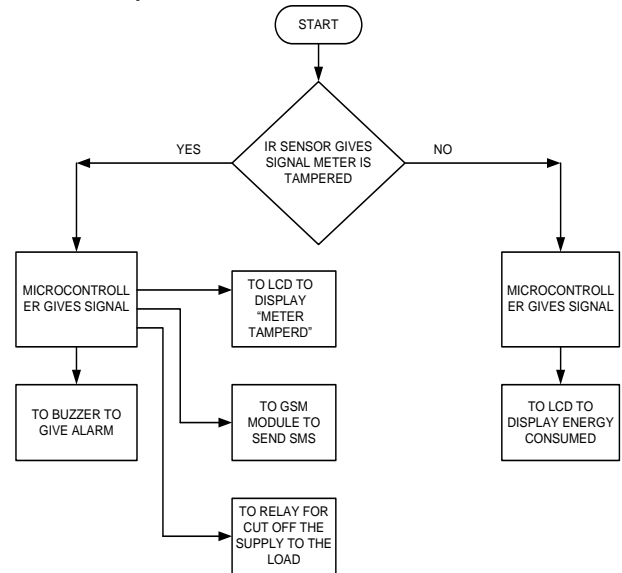 START
IR SENSOR GIVES
SIGNAL METER IS
TAMPERED
YES
NO
MICROCONTROLL
ER GIVES SIGNAL
TO LCD TO
DISPLAY
“METER
TAMPERD”
MICROCONTROLL
ER GIVES SIGNAL
TO BUZZER TO
GIVE ALARM
TO GSM
MODULE TO
SEND SMS
TO LCD TO
DISPLAY ENERGY
CONSUMED
TO RELAY FOR
CUT OFF THE
SUPPLY TO THE
LOAD